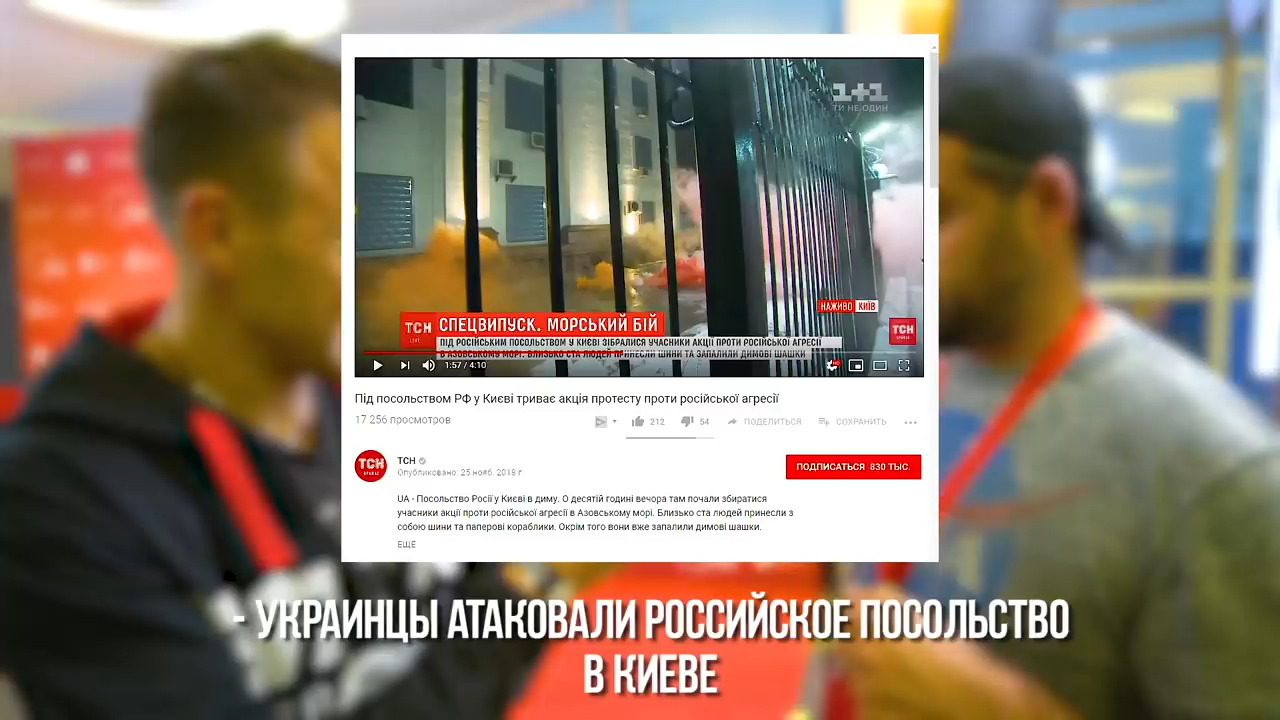 1+1
ТИ НЕ ОДИН
НАЖИВО КИЇВ
ТСН
LIVE
СПЕЦВИПУСК. МОРСЬКИЙ БІЙ
ПІД РОСІЙСЬКИМ ПОСОЛЬСТВОМ У КИЄВІ ЗІБРАЛИСЯ УЧАСНИКИ АКЦІЇ ПРОТИ РОСІЙСЬКОЇ АГРЕСІЇ
В АЗОВСЬКОМУ МОРІ. БЛИЗЬКО СТА ЛЮДЕЙ ПРИНЕСЛИ ШИНИ ТА ЗАПАЛИЛИ ДИМОВІ ШАШКИ
ТСН
1:57 / 4:10
HD
Під посольством РФ у Києві триває акція протесту проти російської агресії
17 256 просмотров
212
54
ПОДЕЛИТЬСЯ
СОХРАНИТЬ
ТСН
ТСН
Опубликовано: 25 нояб. 2018 г.
ПОДПИСАТЬСЯ 830 ТЫС.
UA - Посольство Росії у Києві в диму. О десятій годині вечора там почали збиратися
учасники акції проти російської агресії в Азовському морі. Близько ста людей принесли з
собою шини та паперові кораблики. Окрім того вони вже запалили димові шашки.
ЕЩЁ
- УКРАИНЦЫ АТАКОВАЛИ РОССИЙСКОЕ ПОСОЛЬСТВО
В КИЕВЕ